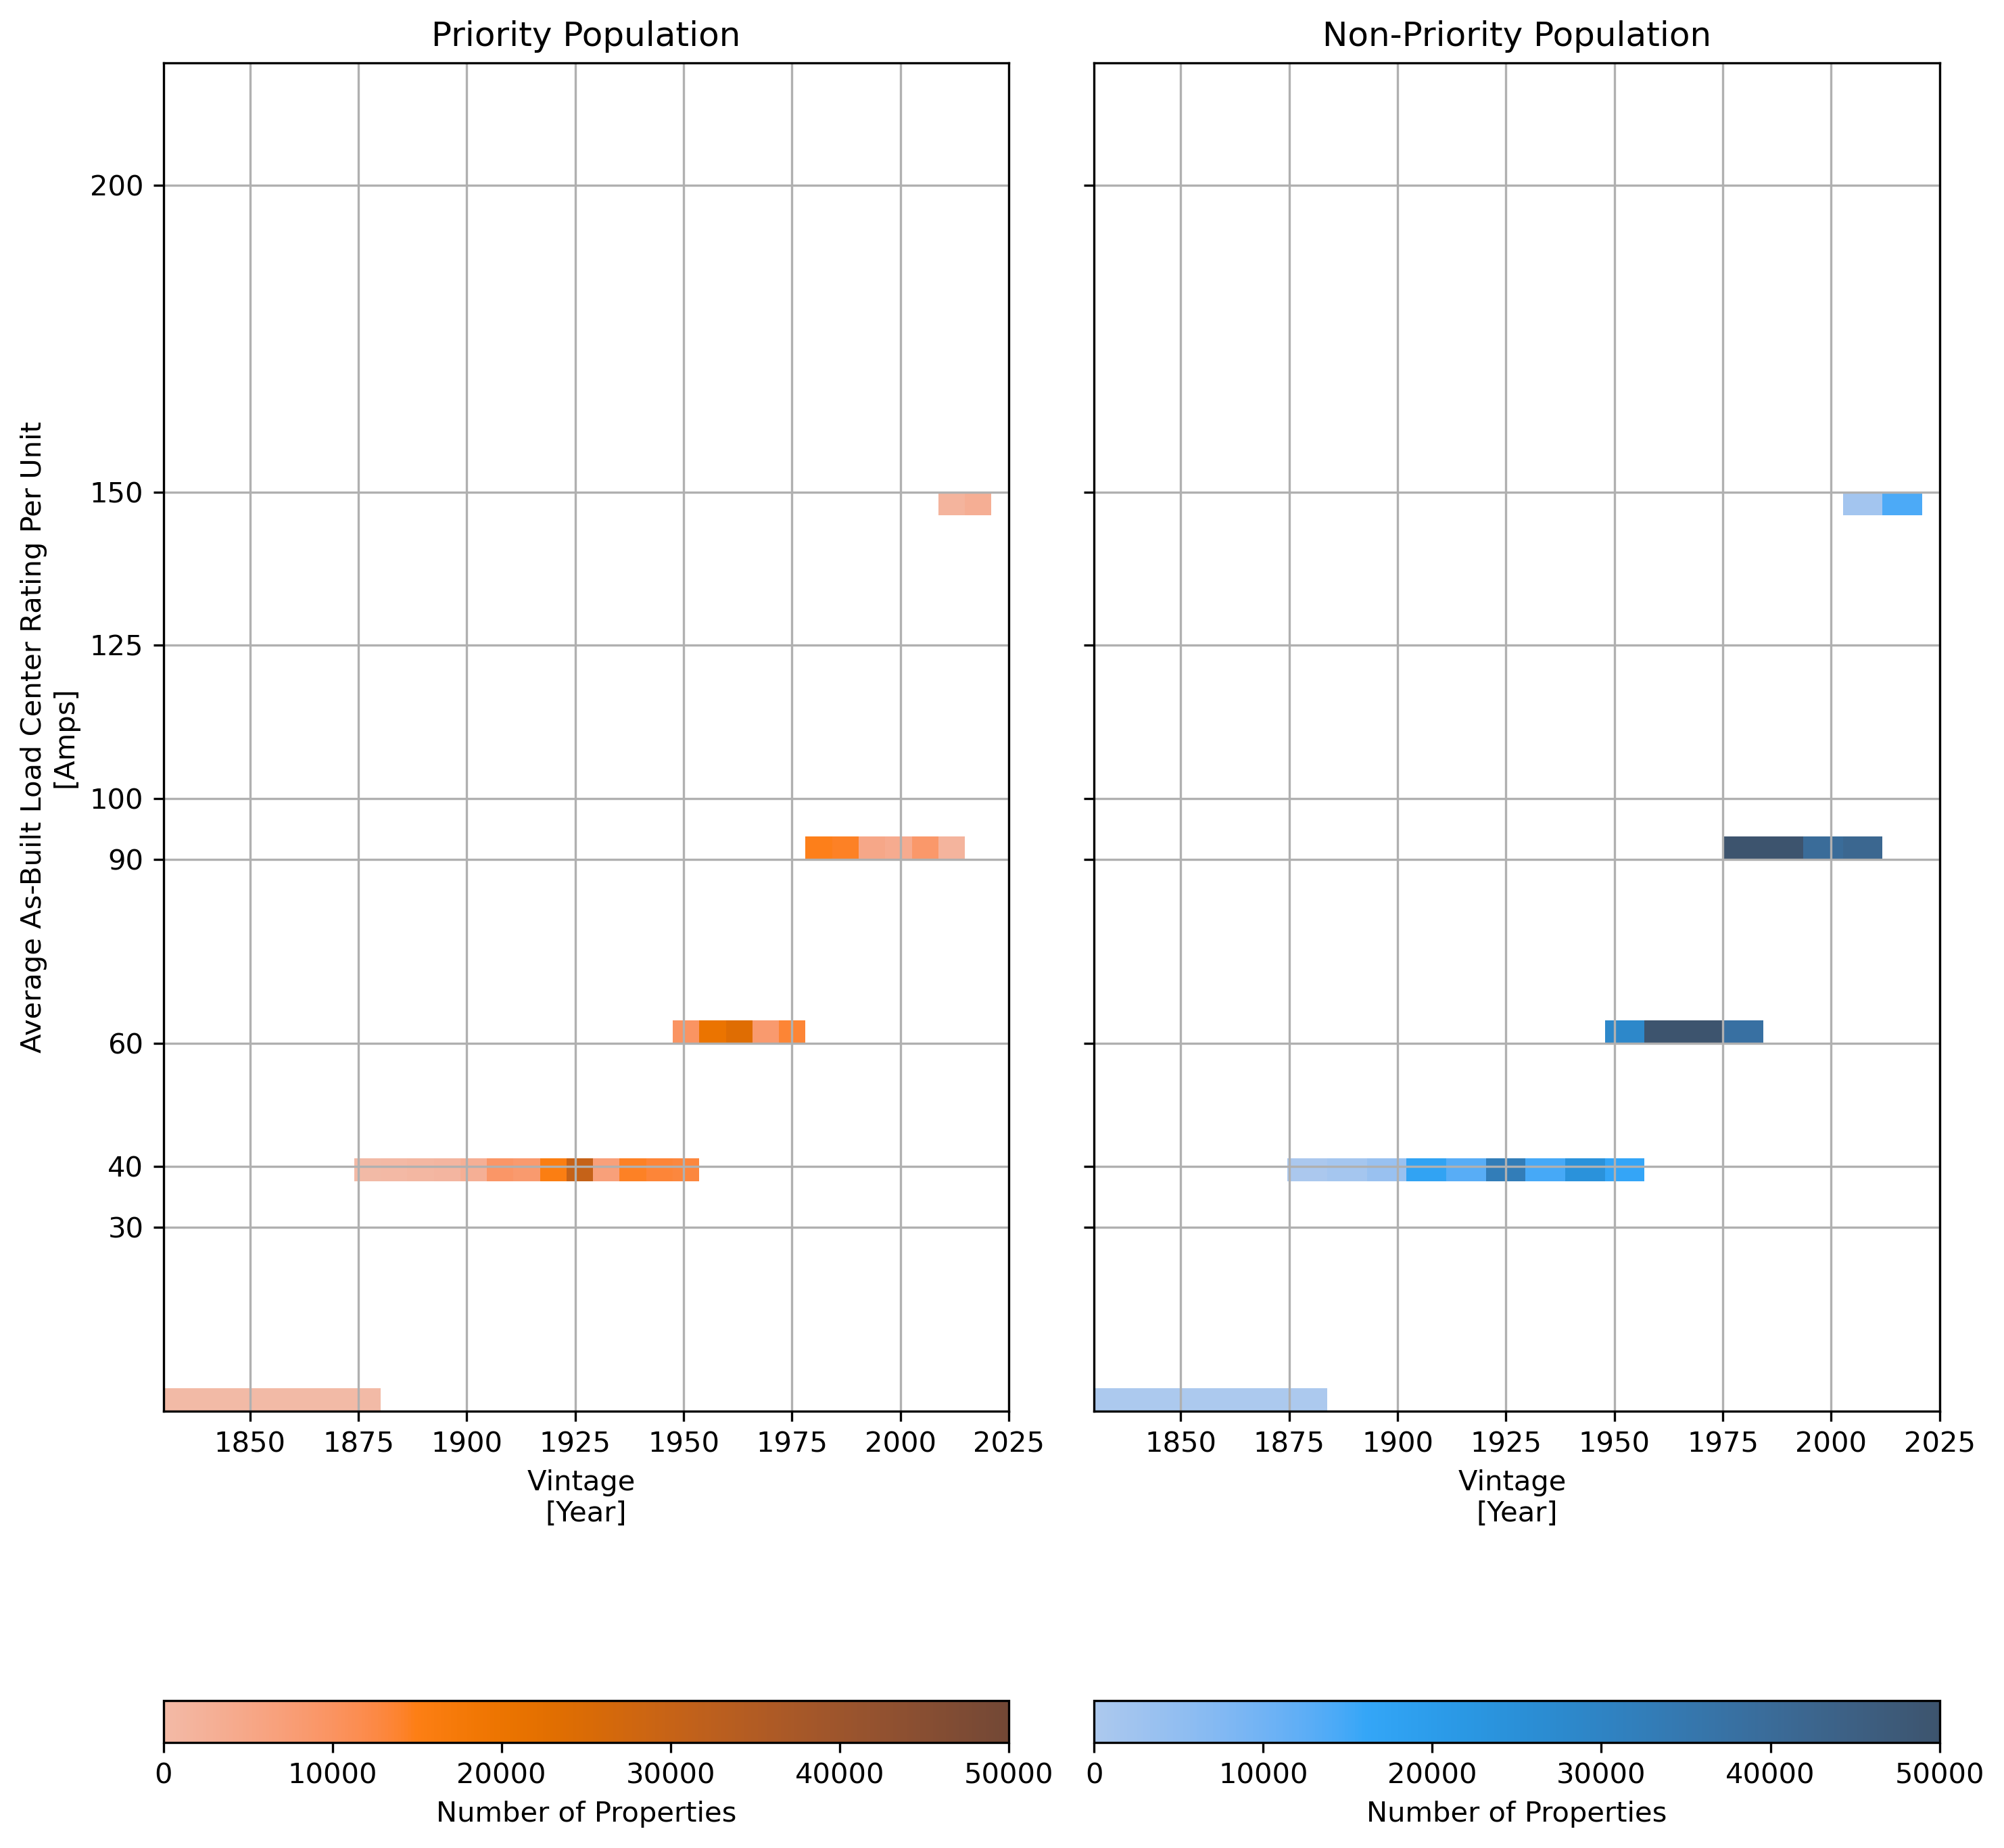 Priority Population
Non-Priority Population
Average As-Built Load Center Rating Per Unit
[Amps]
200
150
125
100
90
60
40
30
1850 1875 1900 1925 1950 1975 2000 2025
Vintage
[Year]
1850 1875 1900 1925 1950 1975 2000 2025
Vintage
[Year]
0 10000 20000 30000 40000 50000
Number of Properties
0 10000 20000 30000 40000 50000
Number of Properties